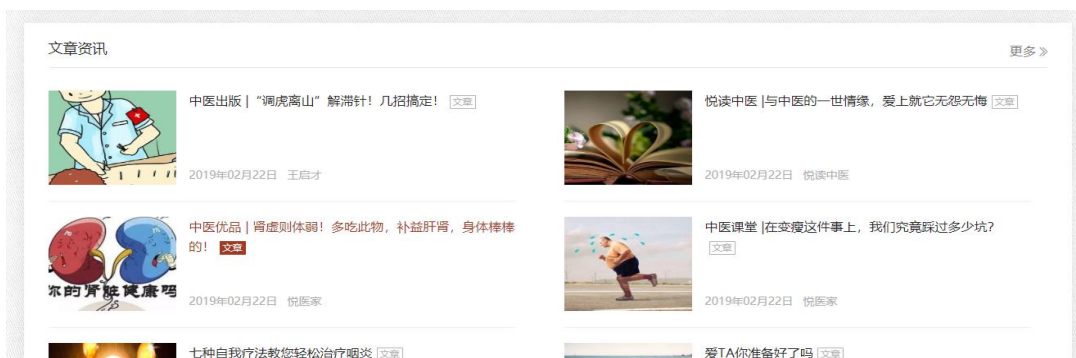 文章资讯
更多 》
中医出版 | “调虎离山”解滞针！几招搞定！ 文章
2019年02月22日 王启才
悦读中医 |与中医的一世情缘，爱上就它无怨无悔 文章
2019年02月22日 悦读中医
中医优品 | 肾虚则体弱！多吃此物，补益肝肾，身体棒棒
的！ 文章
你的肾脏健康吗
2019年02月22日 悦医家
中医课堂 |在变瘦这件事上，我们究竟踩过多少坑？
文章
2019年02月22日 悦医家
七种自我疗法教您轻松治疗咽炎 文章
爱TA你准备好了吗 文章